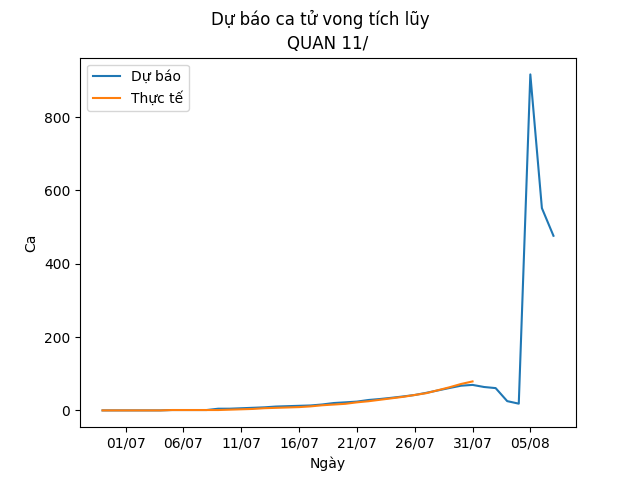 Dự báo ca tử vong tích lũy
QUAN 11/
Dự báo
Thực tế
800
600
400
200
0
Ca
01/07 06/07 11/07 16/07 21/07 26/07 31/07 05/08
Ngày